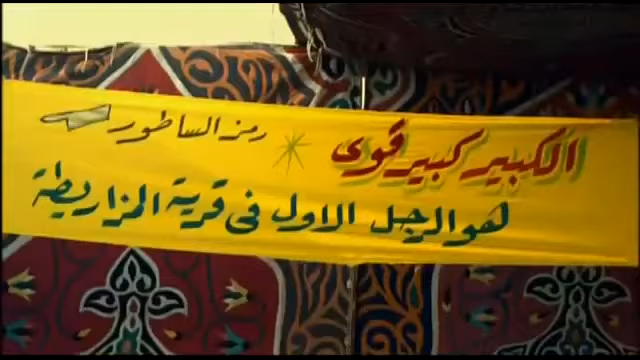 الكبير كبير قوى
رمز الساطور
لهو الرجل الاول فى قرية المزاريطة